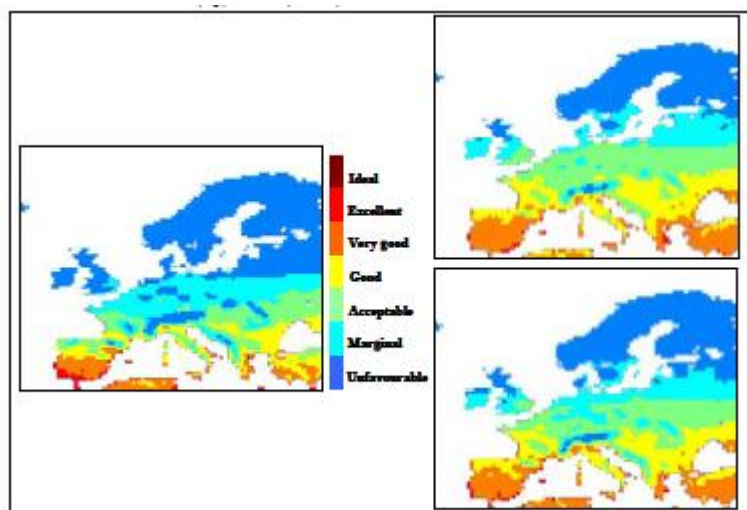 Ideal
Excellent
Very good
Good
Acceptable
Marginal
Unfavourable